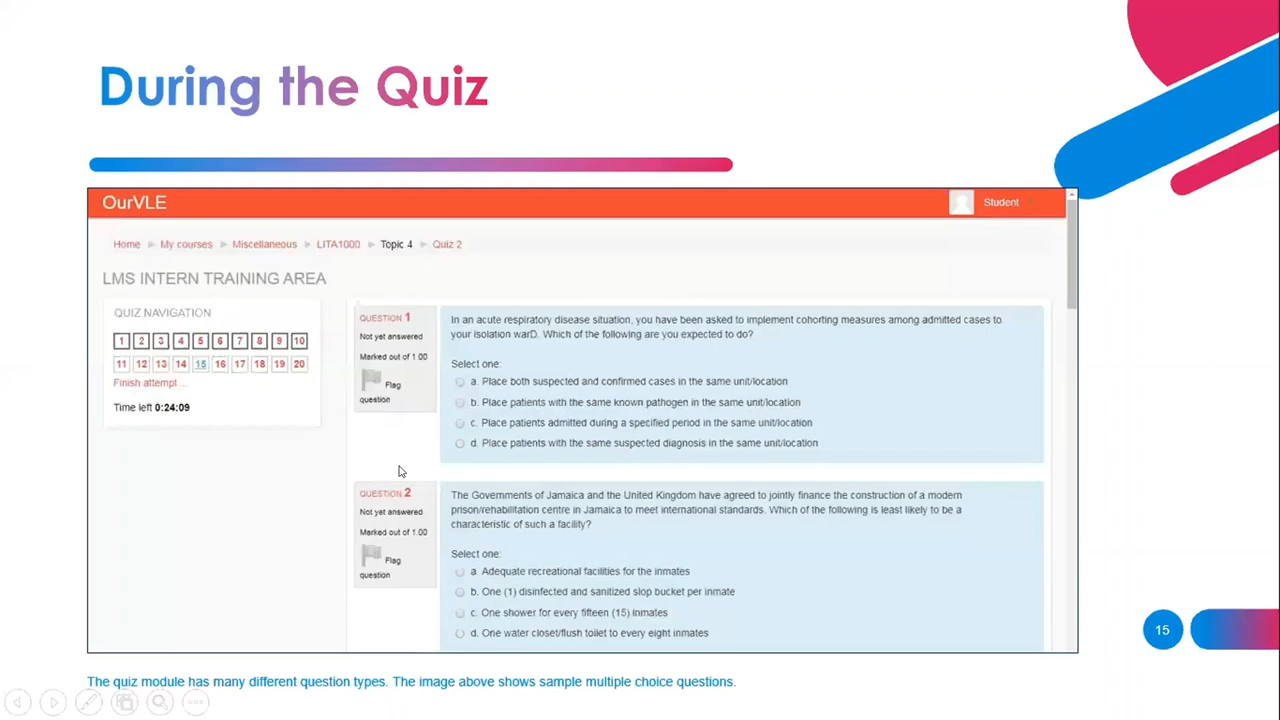 During the Quiz
OurVLE
Student
Home My courses Miscellaneous LITA1000 Topic 4 Quiz 2
LMS INTERN TRAINING AREA
QUIZ NAVIGATION
1 2 3 4 5 6 7 8 9 10
11 12 13 14 15 16 17 18 19 20
Finish attempt ...
Time left 0:24:09
QUESTION 1
Not yet answered
Marked out of 1.00
Flag
question
In an acute respiratory disease situation, you have been asked to implement cohorting measures among admitted cases to
your isolation warD. Which of the following are you expected to do?
Select one:
a. Place both suspected and confirmed cases in the same unit/location
b. Place patients with the same known pathogen in the same unit/location
c. Place patients admitted during a specified period in the same unit/location
d. Place patients with the same suspected diagnosis in the same unit/location
QUESTION 2
Not yet answered
Marked out of 1.00
Flag
question
The Governments of Jamaica and the United Kingdom have agreed to jointly finance the construction of a modern
prison/rehabilitation centre in Jamaica to meet international standards. Which of the following is least likely to be a
characteristic of such a facility?
Select one:
a. Adequate recreational facilities for the inmates
b. One (1) disinfected and sanitized slop bucket per inmate
c. One shower for every fifteen (15) inmates
d. One water closet/flush toilet to every eight inmates
15
The quiz module has many different question types. The image above shows sample multiple choice questions.